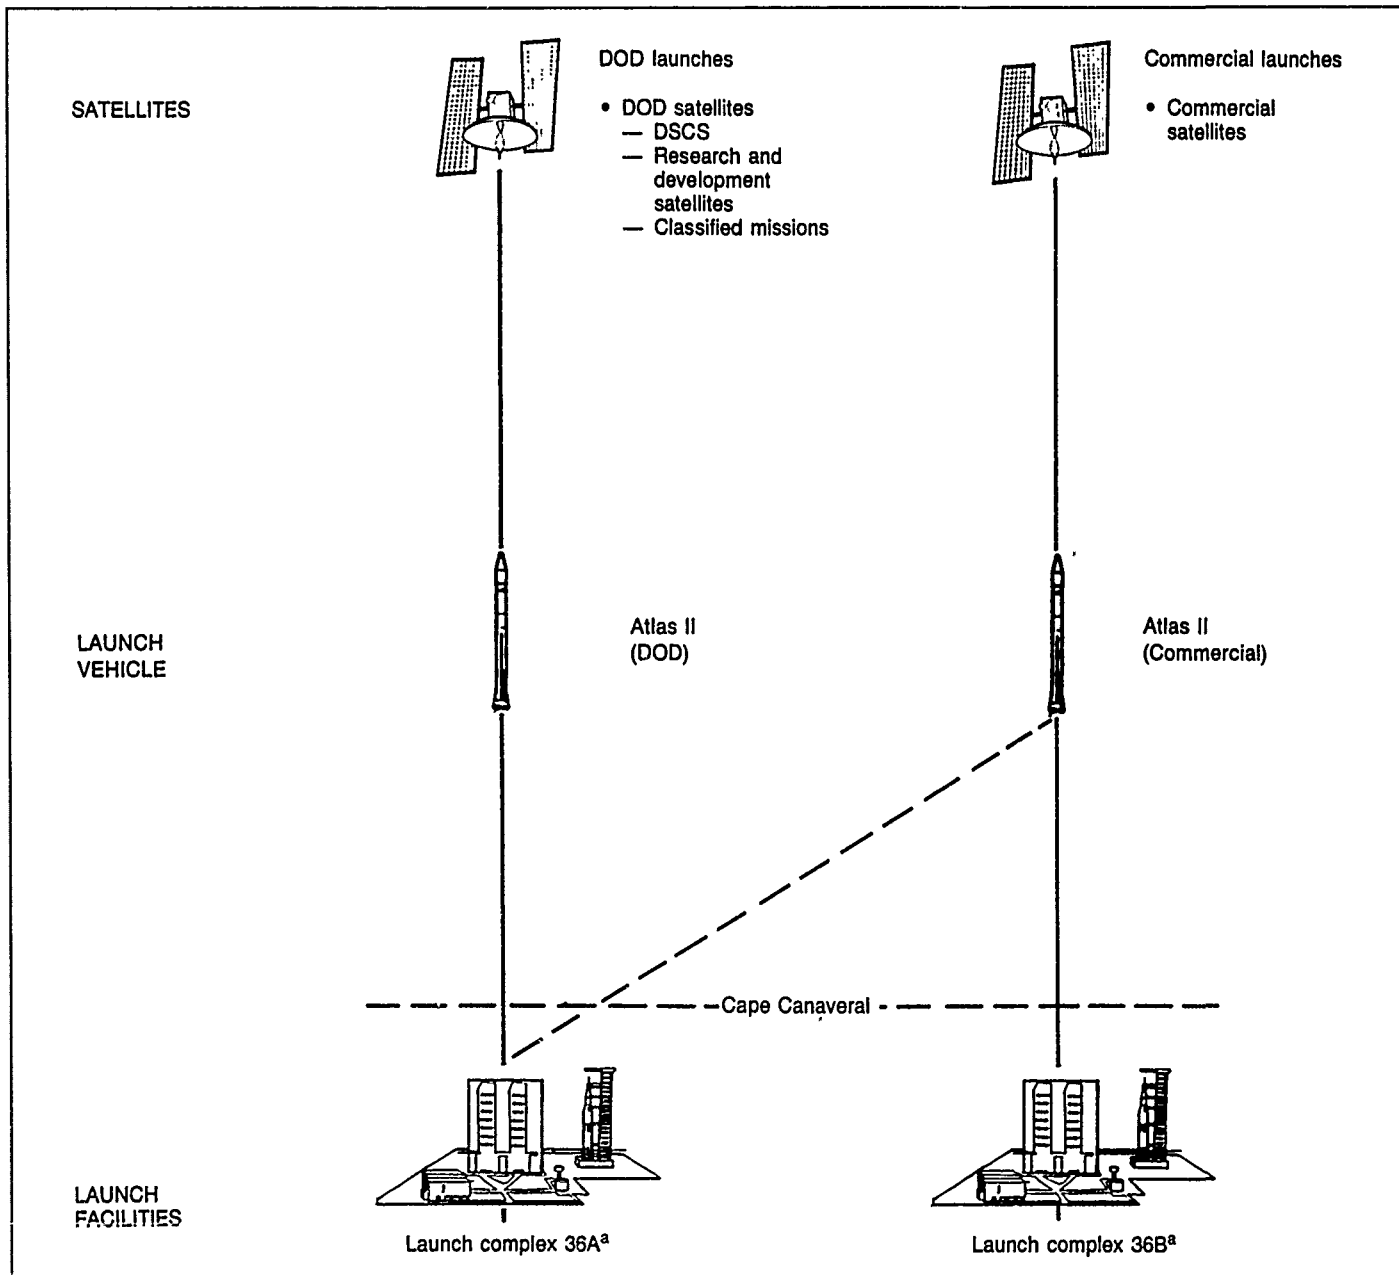 SATELLITES
DOD launches
• DOD satellites
— DSCS
— Research and
development
satellites
— Classified missions
Commercial launches
• Commercial
satellites
LAUNCH
VEHICLE
Atlas II
(DOD)
Atlas II
(Commercial)
Cape Canaveral
LAUNCH
FACILITIES
Launch complex 36Aᵃ
Launch complex 36Bᵃ